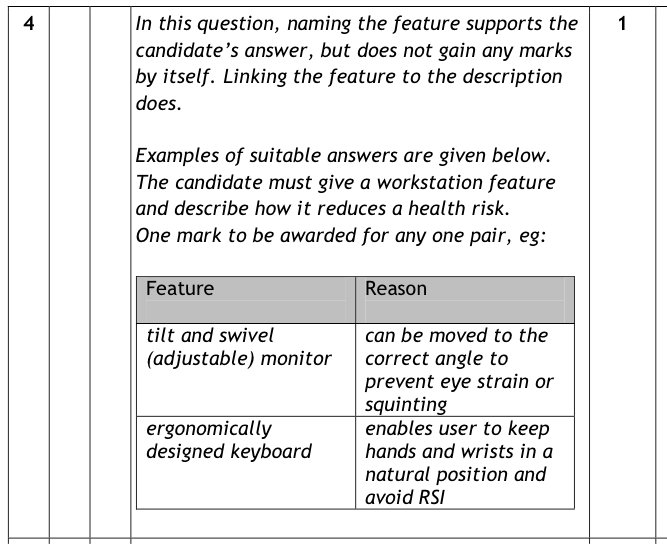 4
In this question, naming the feature supports the
candidate’s answer, but does not gain any marks
by itself. Linking the feature to the description
does.
Examples of suitable answers are given below.
The candidate must give a workstation feature
and describe how it reduces a health risk.
One mark to be awarded for any one pair, eg:
1
Feature
Reason
tilt and swivel
(adjustable) monitor
can be moved to the
correct angle to
prevent eye strain or
squinting
ergonomically
designed keyboard
enables user to keep
hands and wrists in a
natural position and
avoid RSI